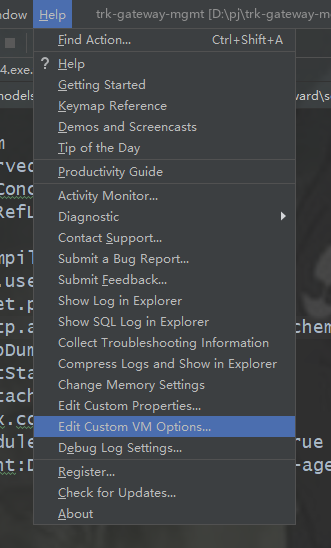 ndow Help trk-gateway-mgmt [D:\pj\trk-gateway-m
Find Action... Ctrl+Shift+A
4.exe.
? Help
models
Getting Started
ward\s
Keymap Reference
Demos and Screencasts
m
Tip of the Day
rved
Productivity Guide
Conc
Activity Monitor...
RefL
Diagnostic
Contact Support...
mpil
Submit a Bug Report...
.use
Submit Feedback...
et.p
Show Log in Explorer
tp.a
Show SQL Log in Explorer
chem
pDum
Collect Troubleshooting Information
tSta
Compress Logs and Show in Explorer
tach
Change Memory Settings
x.co
Edit Custom Properties...
Edit Custom VM Options...
dule
rue
Debug Log Settings...
nt:D
-age
Register...
Check for Updates...
About